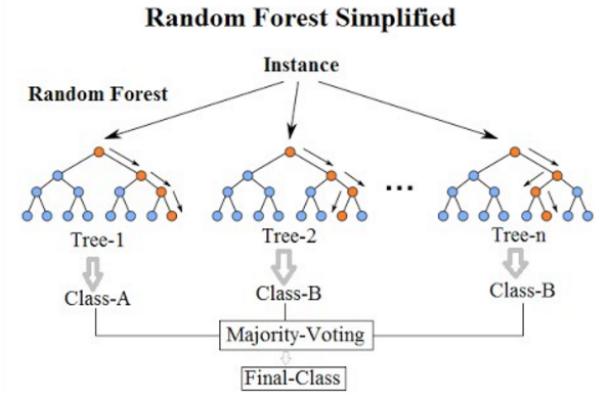 Random Forest Simplified
Instance
Random Forest
...
Tree-1
Tree-2
Tree-n
Class-A
Class-B
Class-B
Majority-Voting
Final-Class